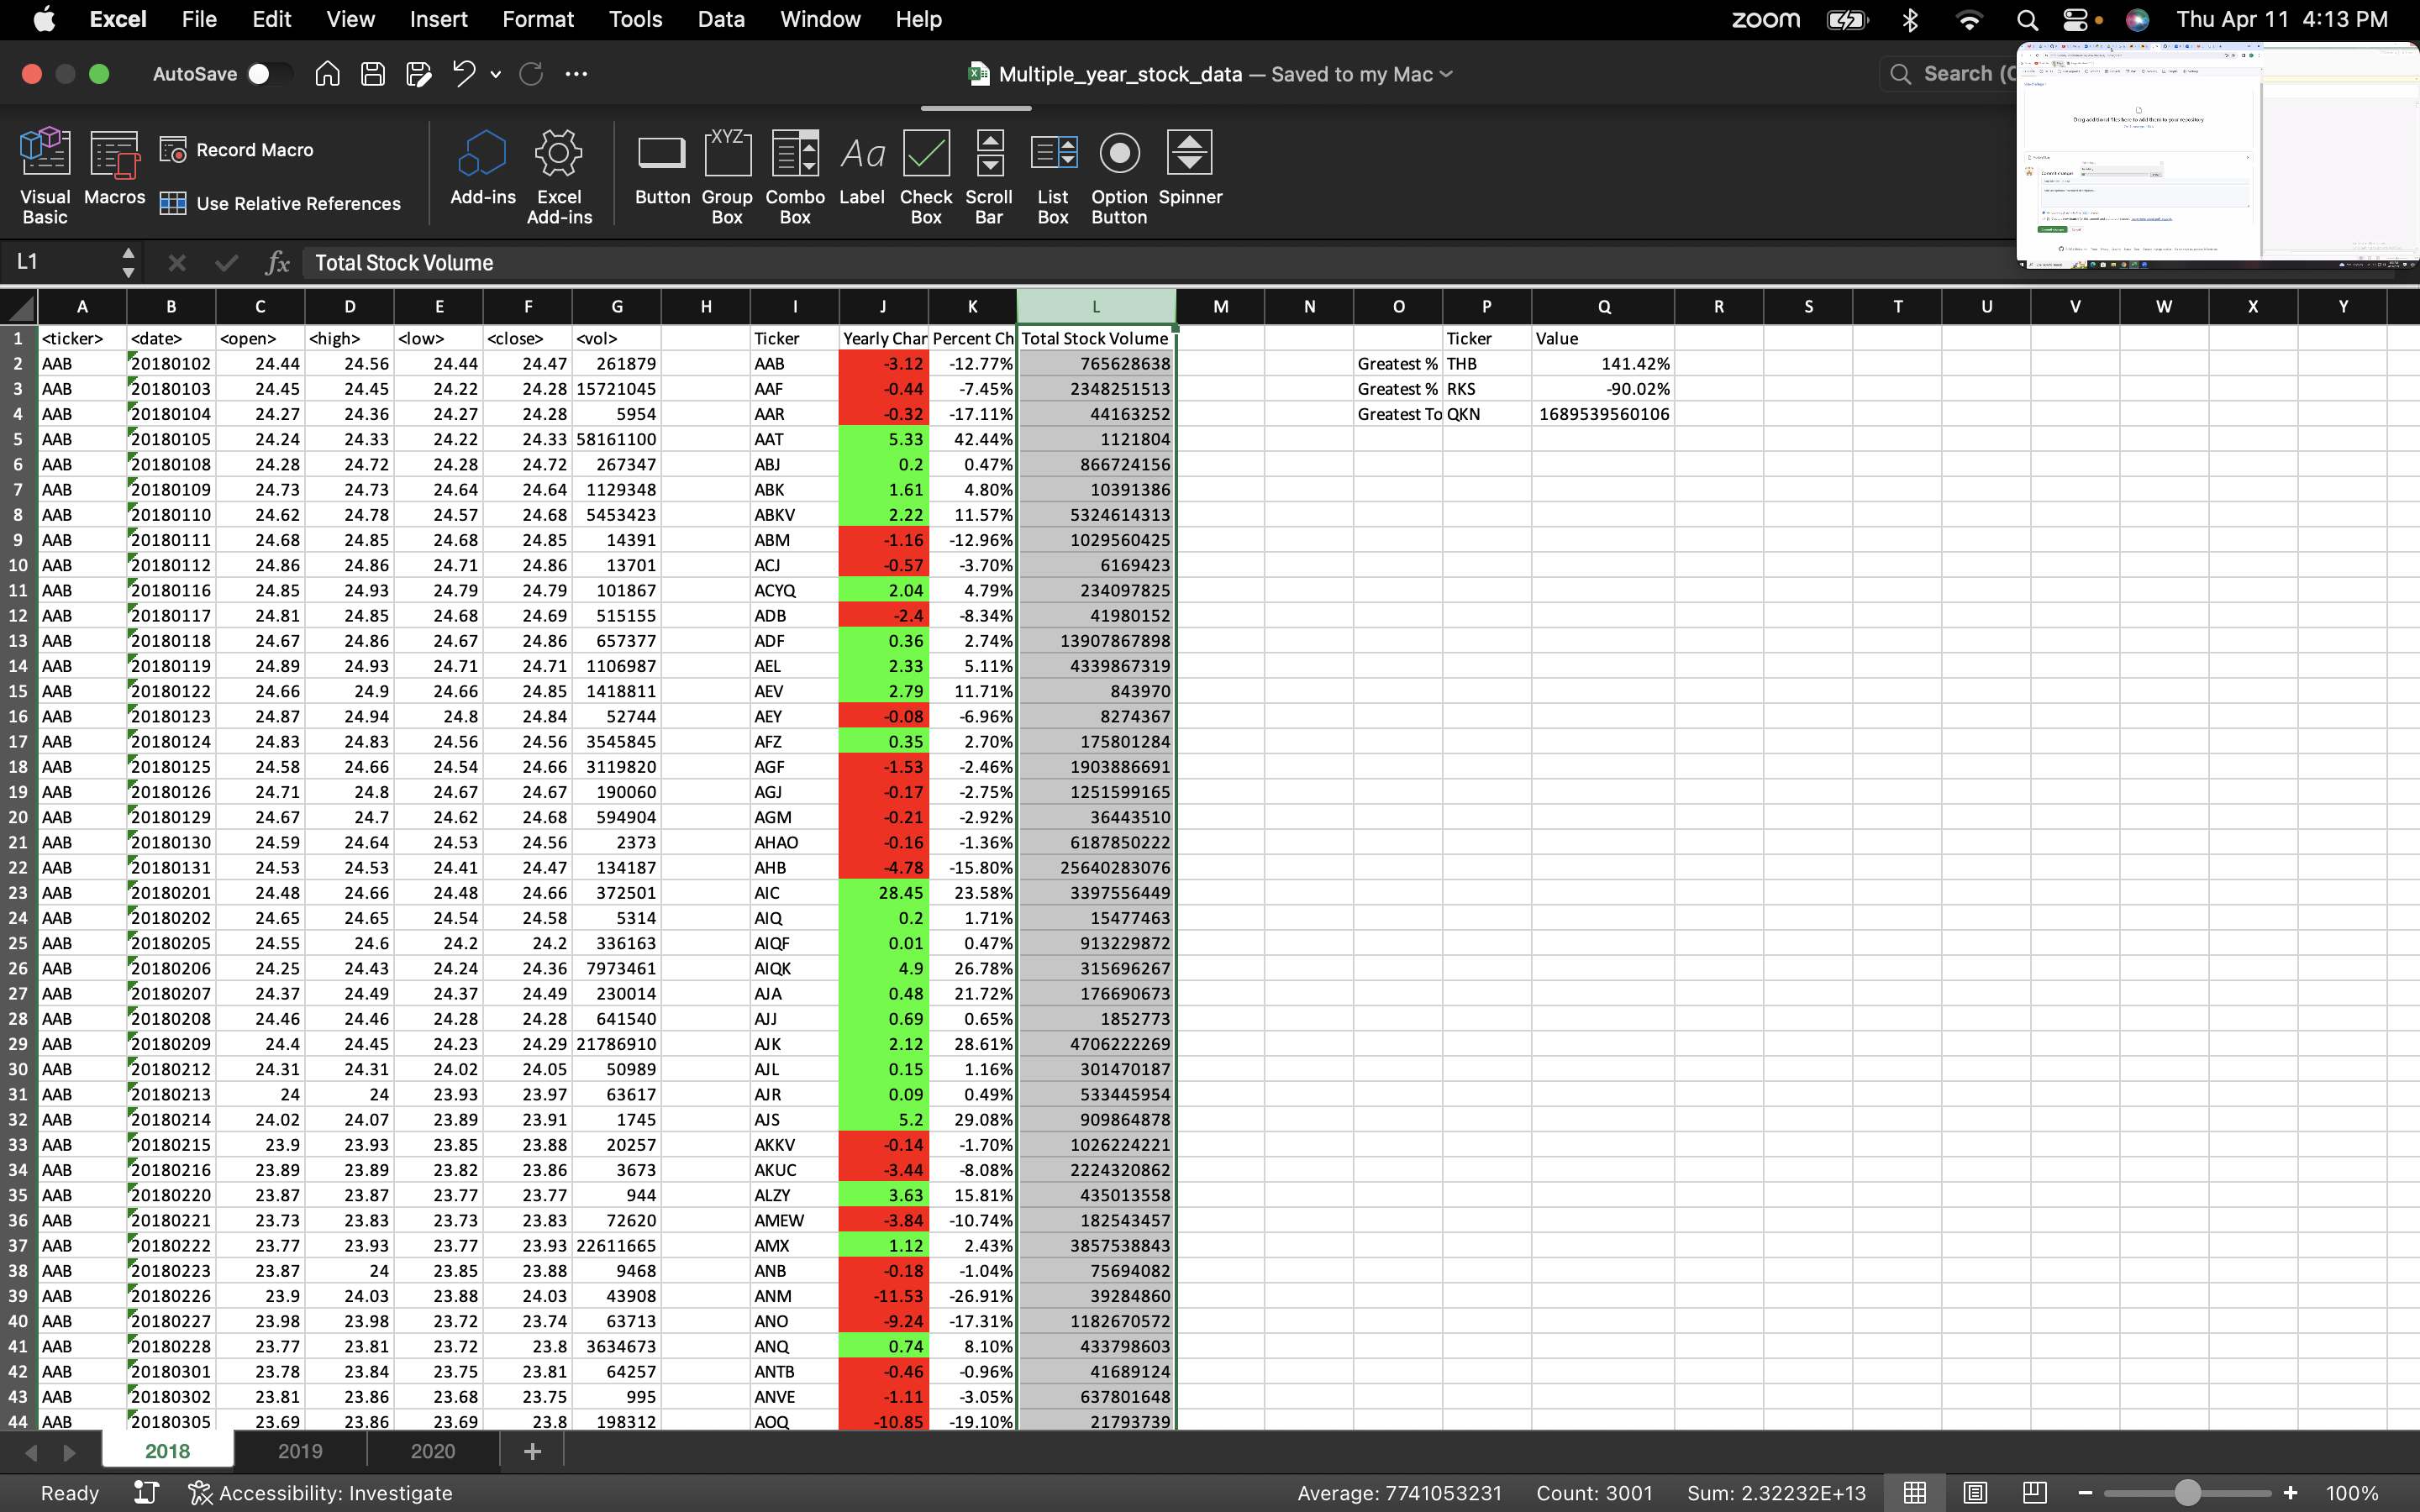 Excel File Edit View Insert Format Tools Data Window Help zoom Thu Apr 11 4:13 PM
AutoSave Multiple_year_stock_data — Saved to my Mac Search (C
Visual Basic Macros Record Macro Use Relative References Add-ins Excel Add-ins Button Group Box Combo Box Label Check Box Scroll Bar List Box Option Button Spinner
L1 fx Total Stock Volume
A B C D E F G H I J K L M N O P Q R S T U V W X Y
1 <ticker> <date> <open> <high> <low> <close> <vol> Ticker Yearly Char Percent Ch Total Stock Volume Ticker Value
2 AAB 20180102 24.44 24.56 24.44 24.47 261879 AAB -3.12 -12.77% 765628638 Greatest % THB 141.42%
3 AAB 20180103 24.45 24.45 24.22 24.28 15721045 AAF -0.44 -7.45% 2348251513 Greatest % RKS -90.02%
4 AAB 20180104 24.27 24.36 24.27 24.28 5954 AAR -0.32 -17.11% 44163252 Greatest To QKN 1689539560106
5 AAB 20180105 24.24 24.33 24.22 24.33 58161100 AAT 5.33 42.44% 1121804
6 AAB 20180108 24.28 24.72 24.28 24.72 267347 ABJ 0.2 0.47% 866724156
7 AAB 20180109 24.73 24.73 24.64 24.64 1129348 ABK 1.61 4.80% 10391386
8 AAB 20180110 24.62 24.78 24.57 24.68 5453423 ABKV 2.22 11.57% 5324614313
9 AAB 20180111 24.68 24.85 24.68 24.85 14391 ABM -1.16 -12.96% 1029560425
10 AAB 20180112 24.86 24.86 24.71 24.86 13701 ACJ -0.57 -3.70% 6169423
11 AAB 20180116 24.85 24.93 24.79 24.79 101867 ACYQ 2.04 4.79% 234097825
12 AAB 20180117 24.81 24.85 24.68 24.69 515155 ADB -2.4 -8.34% 41980152
13 AAB 20180118 24.67 24.86 24.67 24.86 657377 ADF 0.36 2.74% 13907867898
14 AAB 20180119 24.89 24.93 24.71 24.71 1106987 AEL 2.33 5.11% 4339867319
15 AAB 20180122 24.66 24.9 24.66 24.85 1418811 AEV 2.79 11.71% 843970
16 AAB 20180123 24.87 24.94 24.8 24.84 52744 AEY -0.08 -6.96% 8274367
17 AAB 20180124 24.83 24.83 24.56 24.56 3545845 AFZ 0.35 2.70% 175801284
18 AAB 20180125 24.58 24.66 24.54 24.66 3119820 AGF -1.53 -2.46% 1903886691
19 AAB 20180126 24.71 24.8 24.67 24.67 190060 AGJ -0.17 -2.75% 1251599165
20 AAB 20180129 24.67 24.7 24.62 24.68 594904 AGM -0.21 -2.92% 36443510
21 AAB 20180130 24.59 24.64 24.53 24.56 2373 AHAO -0.16 -1.36% 6187850222
22 AAB 20180131 24.53 24.53 24.41 24.47 134187 AHB -4.78 -15.80% 25640283076
23 AAB 20180201 24.48 24.66 24.48 24.66 372501 AIC 28.45 23.58% 3397556449
24 AAB 20180202 24.65 24.65 24.54 24.58 5314 AIQ 0.2 1.71% 15477463
25 AAB 20180205 24.55 24.6 24.2 24.2 336163 AIQF 0.01 0.47% 913229872
26 AAB 20180206 24.25 24.43 24.24 24.36 7973461 AIQK 4.9 26.78% 315696267
27 AAB 20180207 24.37 24.49 24.37 24.49 230014 AJA 0.48 21.72% 176690673
28 AAB 20180208 24.46 24.46 24.28 24.28 641540 AJJ 0.69 0.65% 1852773
29 AAB 20180209 24.4 24.45 24.23 24.29 21786910 AJK 2.12 28.61% 4706222269
30 AAB 20180212 24.31 24.31 24.02 24.05 50989 AJL 0.15 1.16% 301470187
31 AAB 20180213 24 24 23.93 23.97 63617 AJR 0.09 0.49% 533445954
32 AAB 20180214 24.02 24.07 23.89 23.91 1745 AJS 5.2 29.08% 909864878
33 AAB 20180215 23.9 23.93 23.85 23.88 20257 AKKV -0.14 -1.70% 1026224221
34 AAB 20180216 23.89 23.89 23.82 23.86 3673 AKUC -3.44 -8.08% 2224320862
35 AAB 20180220 23.87 23.87 23.77 23.77 944 ALZY 3.63 15.81% 435013558
36 AAB 20180221 23.73 23.83 23.73 23.83 72620 AMEW -3.84 -10.74% 182543457
37 AAB 20180222 23.77 23.93 23.77 23.93 22611665 AMX 1.12 2.43% 3857538843
38 AAB 20180223 23.87 24 23.85 23.88 9468 ANB -0.18 -1.04% 75694082
39 AAB 20180226 23.9 24.03 23.88 24.03 43908 ANM -11.53 -26.91% 39284860
40 AAB 20180227 23.98 23.98 23.72 23.74 63713 ANO -9.24 -17.31% 1182670572
41 AAB 20180228 23.77 23.81 23.72 23.8 3634673 ANQ 0.74 8.10% 433798603
42 AAB 20180301 23.78 23.84 23.75 23.81 64257 ANTB -0.46 -0.96% 41689124
43 AAB 20180302 23.81 23.86 23.68 23.75 995 ANVE -1.11 -3.05% 637801648
44 AAB 20180305 23.69 23.86 23.69 23.8 198312 AOQ -10.85 -19.10% 21793739
2018 2019 2020 +
Ready Accessibility: Investigate Average: 7741053231 Count: 3001 Sum: 2.32232E+13 100%